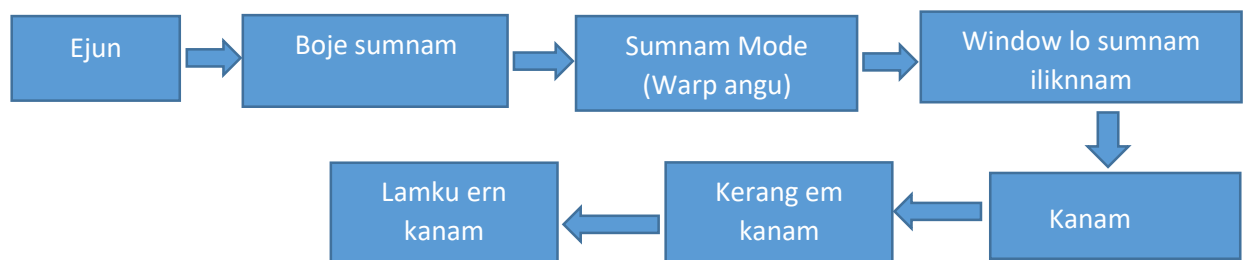 Ejun
Boje sumnam
Sumnam Mode
(Warp angu)
Window lo sumnam
iliknnam
Kanam
Kerang em
kanam
Lamku ern
kanam